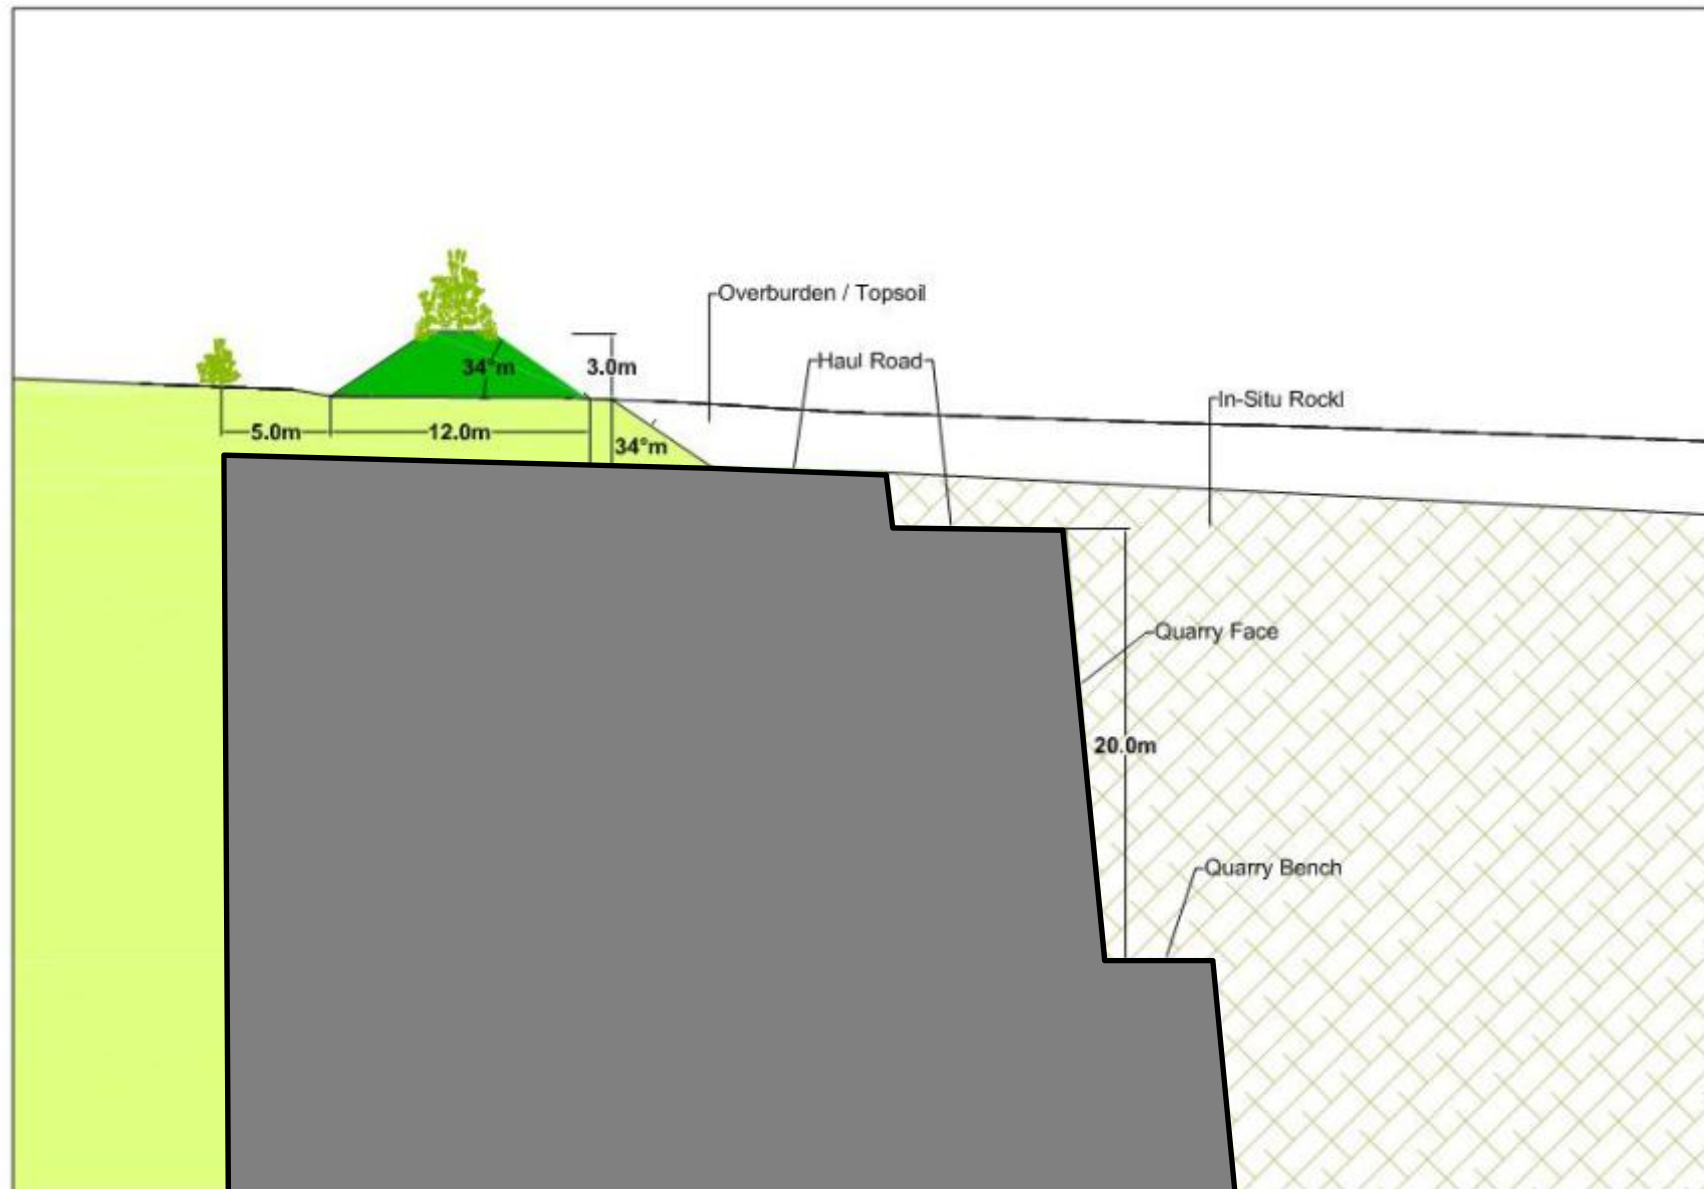 Overburden / Topsoil
34°m
3.0m
Haul Road
In-Situ Rockl
5.0m
12.0m
34°m
Quarry Face
20.0m
Quarry Bench